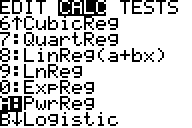 EDIT CALC TESTS
6↑CubicReg
7:QuartReg
8:LinReg(a+bx)
9:LnReg
0:ExpReg
A:PwrReg
B↓Logistic